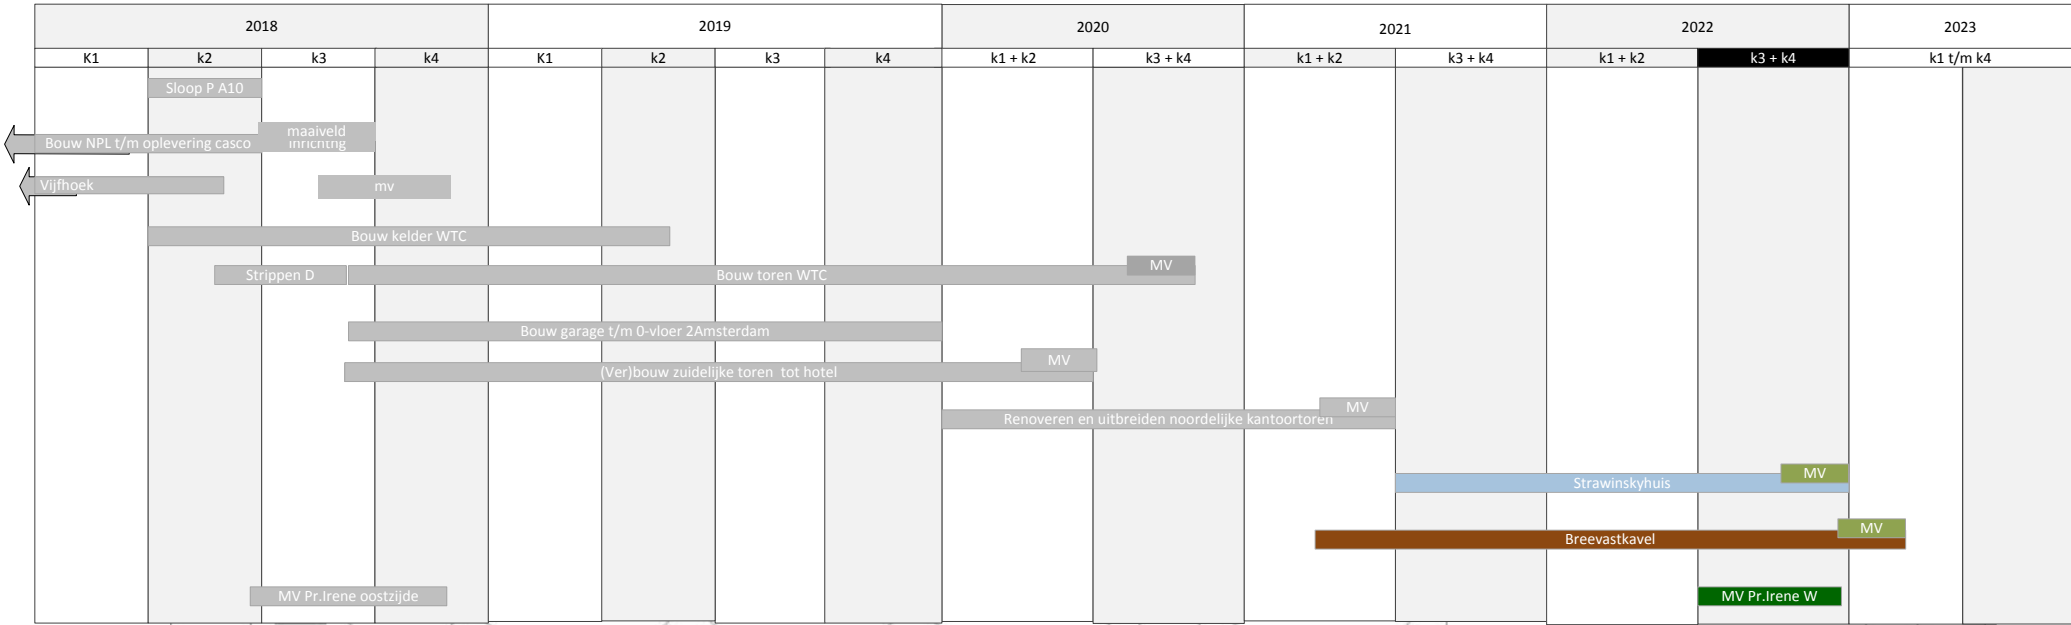 2018 2019 2020 2021 2022 2023
K1 k2 k3 k4 K1 k2 k3 k4 k1 + k2 k3 + k4 k1 + k2 k3 + k4 k1 + k2 k3 + k4 k1 t/m k4
Sloop P A10
maaiveld
Bouw NPL t/m oplevering casco inrichtng
Vijfhoek mv
Bouw kelder WTC
MV
Strippen D Bouw toren WTC
Bouw garage t/m 0-vloer 2Amsterdam
MV
(Ver)bouw zuidelijke toren tot hotel
MV
Renoveren en uitbreiden noordelijke kantoortoren
MV
Strawinskyhuis
MV
Breevastkavel
MV Pr.Irene oostzijde MV Pr.Irene W